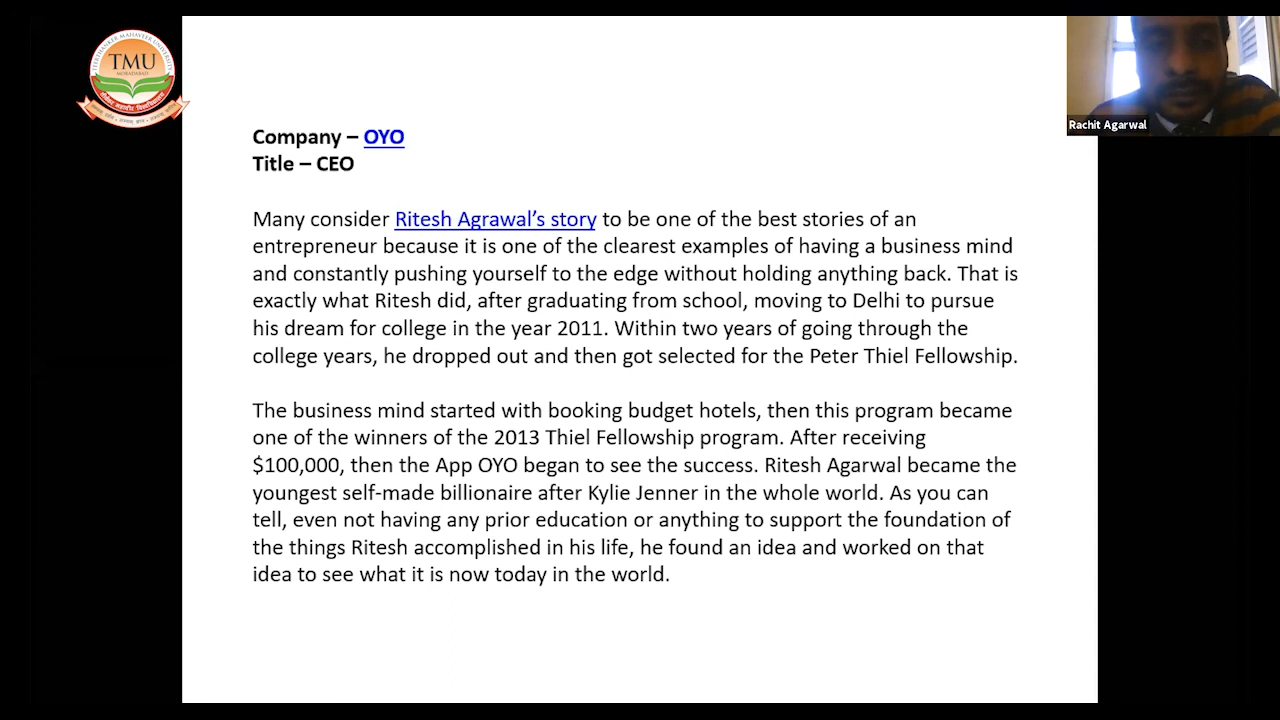 TEERTHANKER MAHAVEER UNIVERSITY
TMU
MORADABAD
Rachit Agarwal
Company – OYO
Title – CEO
Many consider Ritesh Agrawal’s story to be one of the best stories of an
entrepreneur because it is one of the clearest examples of having a business mind
and constantly pushing yourself to the edge without holding anything back. That is
exactly what Ritesh did, after graduating from school, moving to Delhi to pursue
his dream for college in the year 2011. Within two years of going through the
college years, he dropped out and then got selected for the Peter Thiel Fellowship.
The business mind started with booking budget hotels, then this program became
one of the winners of the 2013 Thiel Fellowship program. After receiving
$100,000, then the App OYO began to see the success. Ritesh Agarwal became the
youngest self-made billionaire after Kylie Jenner in the whole world. As you can
tell, even not having any prior education or anything to support the foundation of
the things Ritesh accomplished in his life, he found an idea and worked on that
idea to see what it is now today in the world.